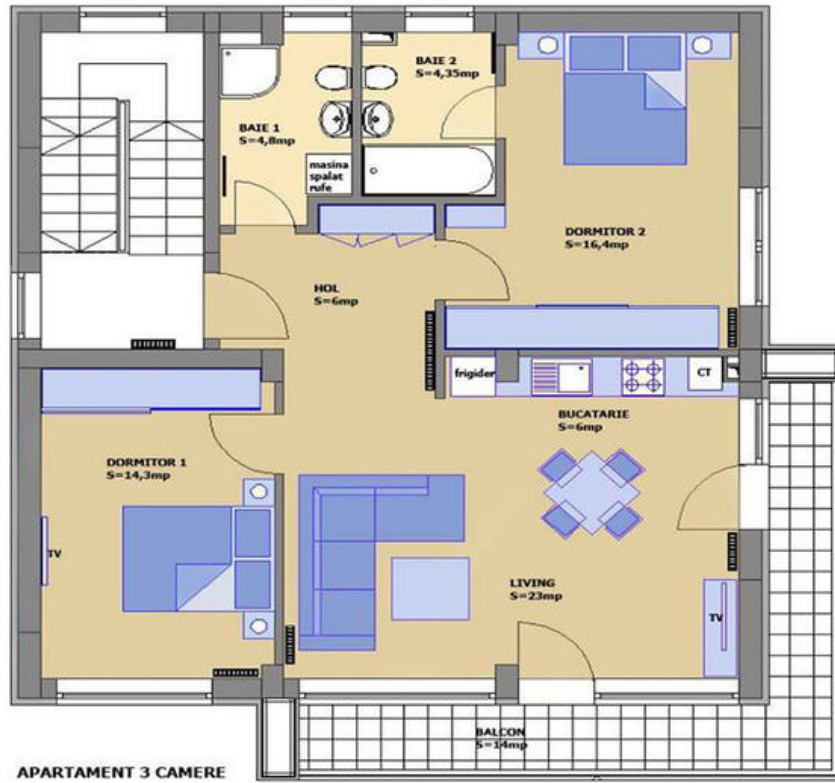 BAIE 1
S=4,8mp
BAIE 2
S=4,35mp
masina
spalat
rufe
DORMITOR 2
S=16,4mp
HOL
S=6mp
frigider
CT
BUCATARIE
S=6mp
DORMITOR 1
S=14,3mp
TV
LIVING
S=23mp
TV
BALCON
S=14mp
APARTAMENT 3 CAMERE